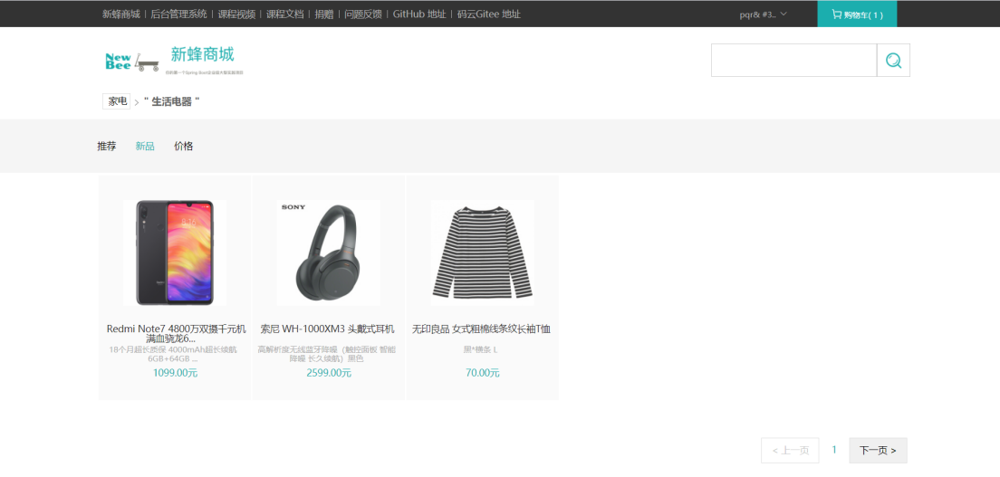 新蜂商城 | 后台管理系统 | 课程视频 | 课程文档 | 捐赠 | 问题反馈 | GitHub 地址 | 码云Gitee 地址
pqr& #3..
购物车( 1 )
New Bee
新蜂商城
家电 > " 生活电器 "
推荐 新品 价格
SONY
Redmi Note7 4800万双摄千元机
满血骁龙6...
18个月超长质保 4000mAh超长续航
6GB+64GB ...
1099.00元
索尼 WH-1000XM3 头戴式耳机
高解析度无线蓝牙降噪（触控面板 智能
降噪 长久续航）黑色
2599.00元
无印良品 女式粗棉线条纹长袖T恤
黑*横条 L
70.00元
< 上一页 1 下一页 >